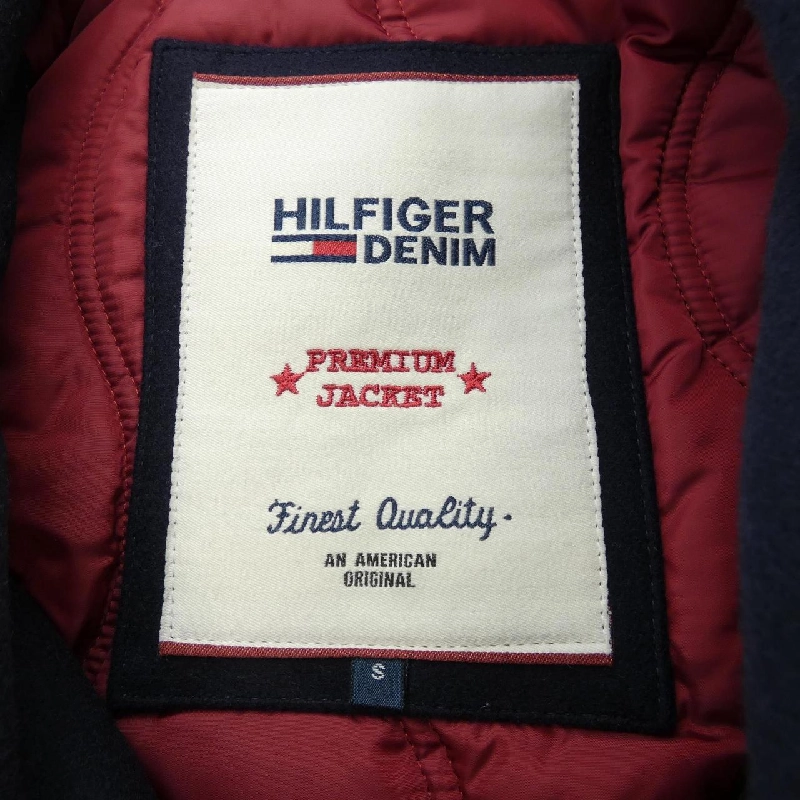 HILFIGER
DENIM
PREMIUM
JACKET
Finest Quality.
AN AMERICAN
ORIGINAL
S